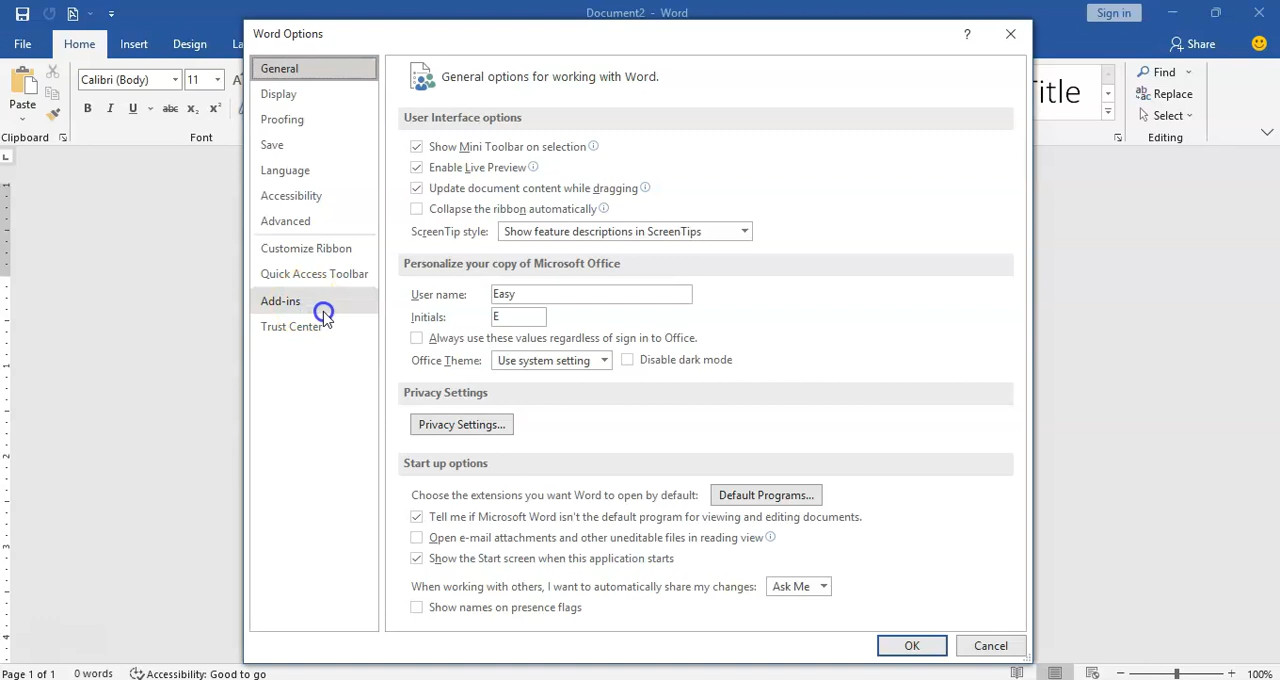 Document2 - Word
Sign in
File
Home
Insert
Design
La
Share
Word Options
?
General
Display
Proofing
Save
Language
Accessibility
Advanced
Customize Ribbon
Quick Access Toolbar
Add-ins
Trust Center
General options for working with Word.
User Interface options
Show Mini Toolbar on selection
Enable Live Preview
Update document content while dragging
Collapse the ribbon automatically
ScreenTip style: Show feature descriptions in ScreenTips
Personalize your copy of Microsoft Office
User name: Easy
Initials: E
Always use these values regardless of sign in to Office.
Office Theme: Use system setting Disable dark mode
Privacy Settings
Privacy Settings...
Start up options
Choose the extensions you want Word to open by default: Default Programs...
Tell me if Microsoft Word isn't the default program for viewing and editing documents.
Open e-mail attachments and other uneditable files in reading view
Show the Start screen when this application starts
When working with others, I want to automatically share my changes: Ask Me
Show names on presence flags
OK
Cancel
Paste
Clipboard
Calibri (Body) 11 A
B I U abc X₂ X²
Font
Title
Find
Replace
Select
Editing
L
1
1
2
3
4
Page 1 of 1 0 words Accessibility: Good to go
100%